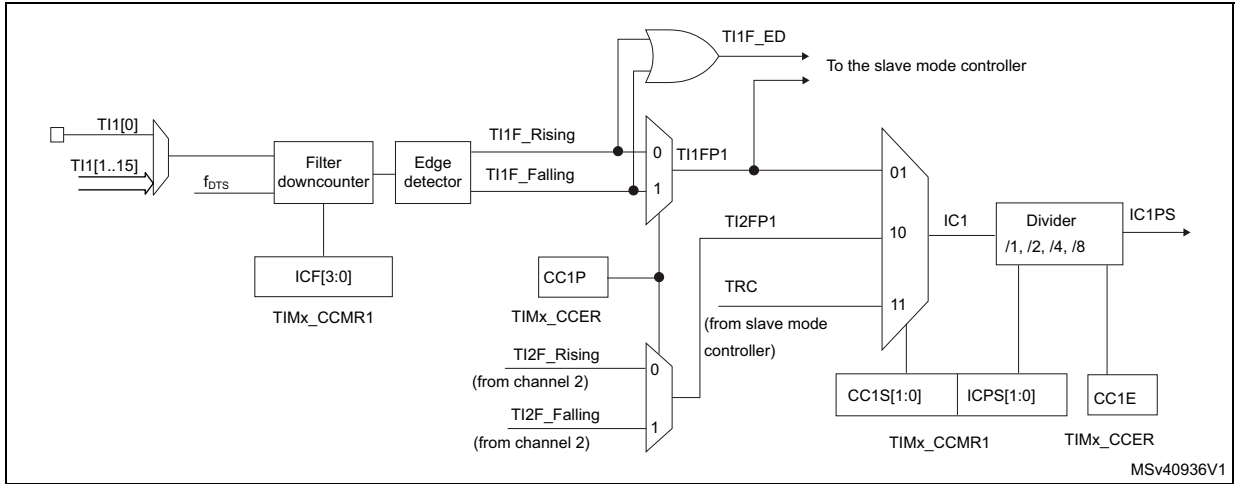 TI1F_ED
To the slave mode controller
TI1[0]
TI1[1..15]
fDTS
Filter
downcounter
Edge
detector
TI1F_Rising
TI1F_Falling
0
1
TI1FP1
01
TI2FP1
10
IC1
Divider
/1, /2, /4, /8
IC1PS
ICF[3:0]
TIMx_CCMR1
CC1P
TIMx_CCER
TRC
11
(from slave mode
controller)
TI2F_Rising
(from channel 2)
0
TI2F_Falling
(from channel 2)
1
CC1S[1:0]
ICPS[1:0]
CC1E
TIMx_CCMR1
TIMx_CCER
MSv40936V1